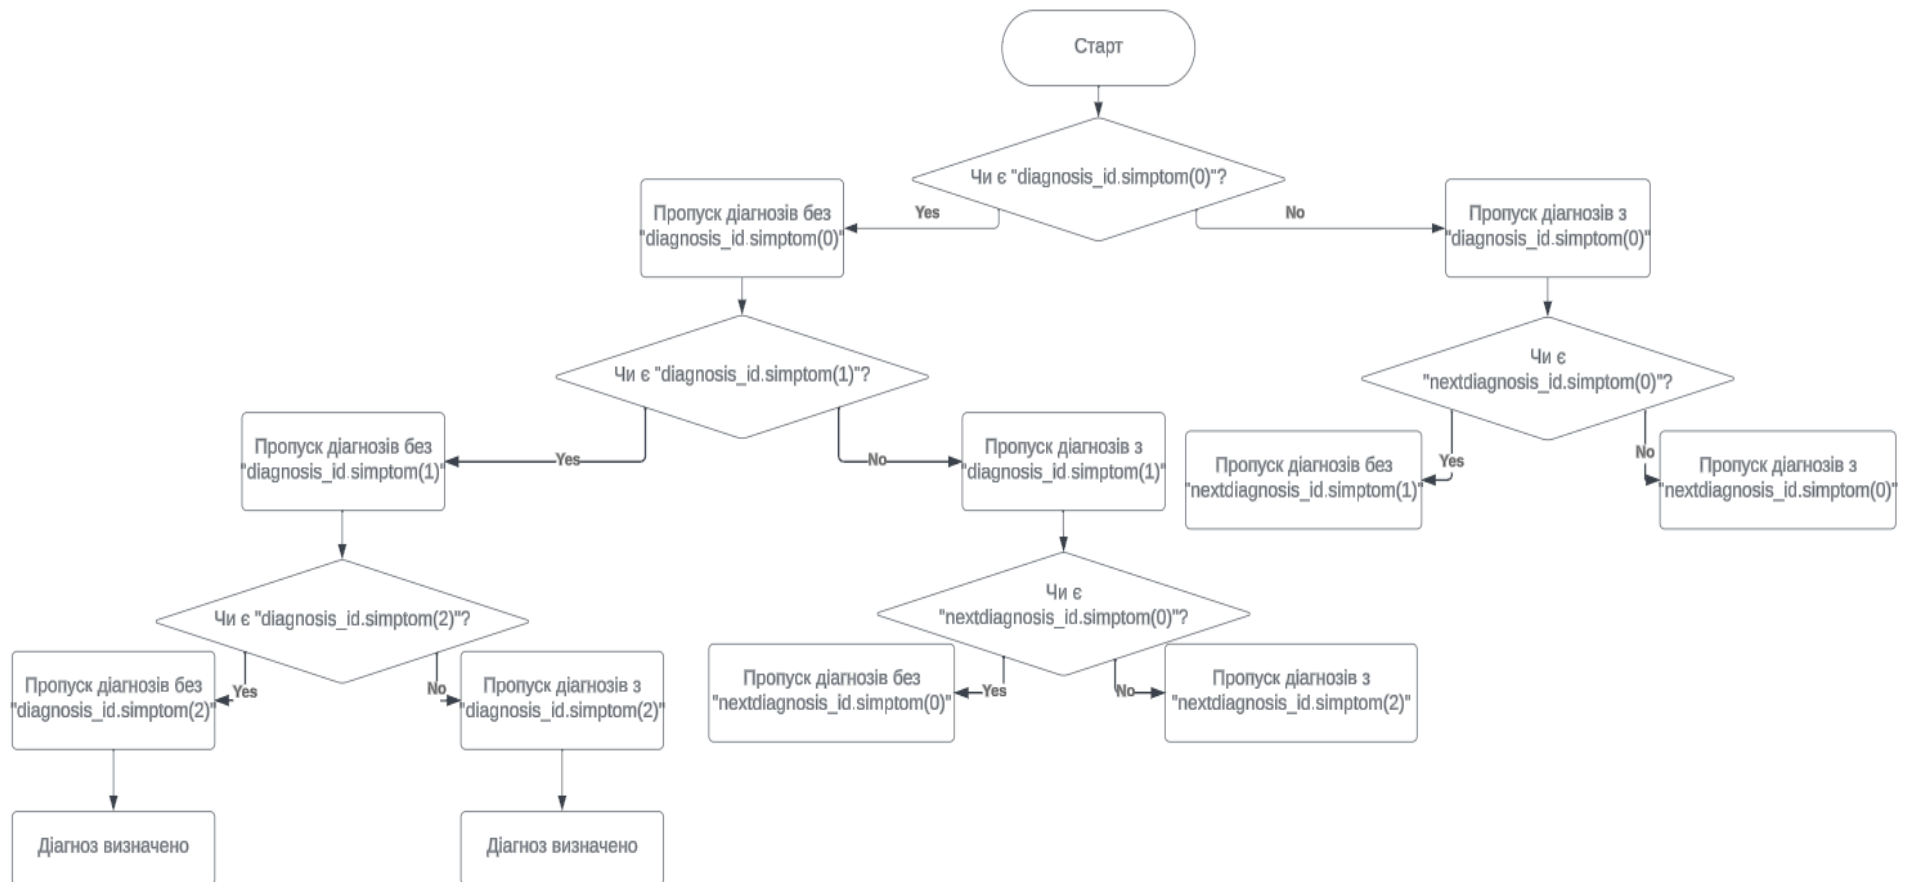 Старт
Чи є "diagnosis_id.simptom(0)"?
Yes
No
Пропуск діагнозів без
"diagnosis_id.simptom(0)"
Пропуск діагнозів з
"diagnosis_id.simptom(0)"
Чи є "diagnosis_id.simptom(1)"?
Чи є
"nextdiagnosis_id.simptom(0)"?
Yes
No
Yes
No
Пропуск діагнозів без
"diagnosis_id.simptom(1)"
Пропуск діагнозів з
"diagnosis_id.simptom(1)"
Пропуск діагнозів без
"nextdiagnosis_id.simptom(1)"
Пропуск діагнозів з
"nextdiagnosis_id.simptom(0)"
Чи є "diagnosis_id.simptom(2)"?
Чи є
"nextdiagnosis_id.simptom(0)"?
Yes
No
Yes
No
Пропуск діагнозів без
"diagnosis_id.simptom(2)"
Пропуск діагнозів з
"diagnosis_id.simptom(2)"
Пропуск діагнозів без
"nextdiagnosis_id.simptom(0)"
Пропуск діагнозів з
"nextdiagnosis_id.simptom(2)"
Діагноз визначено
Діагноз визначено